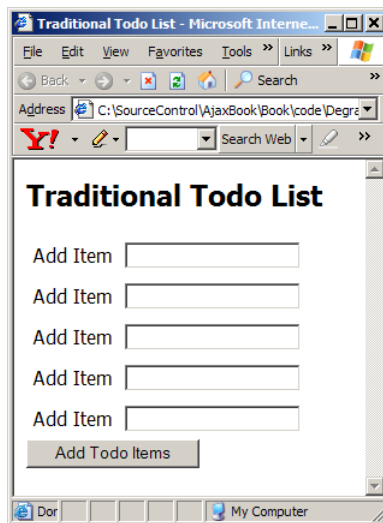 Traditional Todo List - Microsoft Interne...
File Edit View Favorites Tools » Links »
Back Search »
Address C:\SourceControl\AjaxBook\Book\code\Degra
Y! Search Web »
Traditional Todo List
Add Item
Add Item
Add Item
Add Item
Add Item
Add Todo Items
Dor My Computer